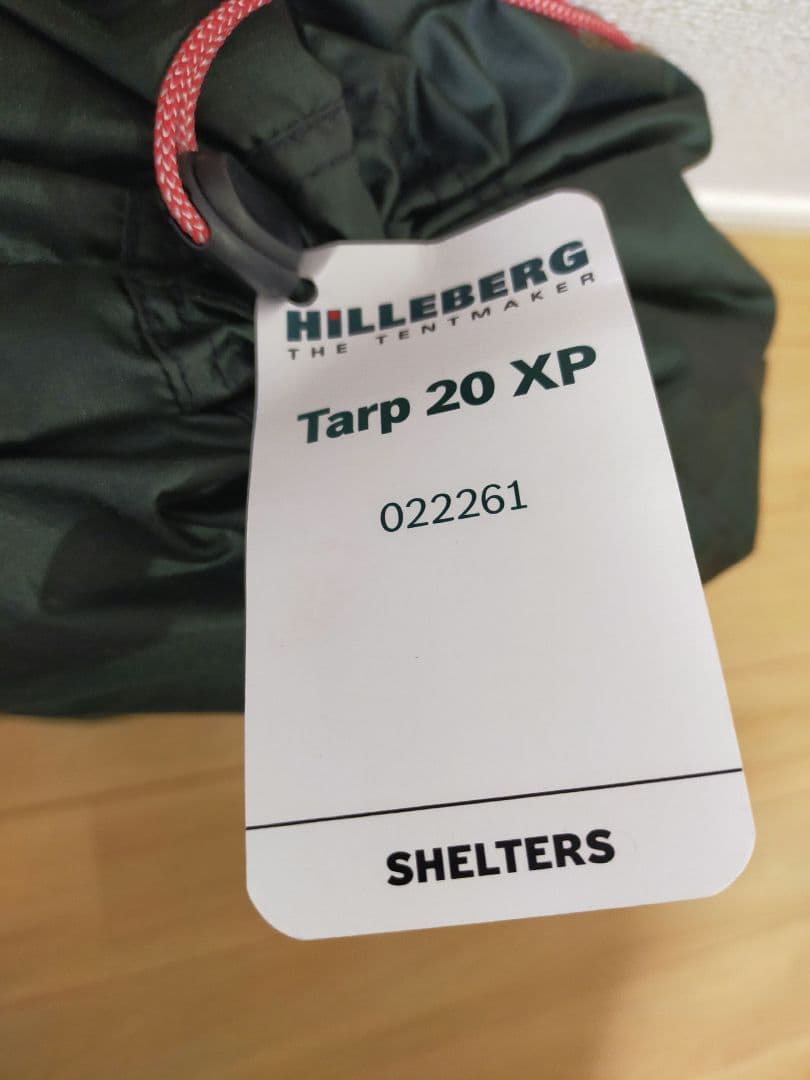 HILLEBERG
THE TENTMAKER
Tarp 20 XP
022261
SHELTERS